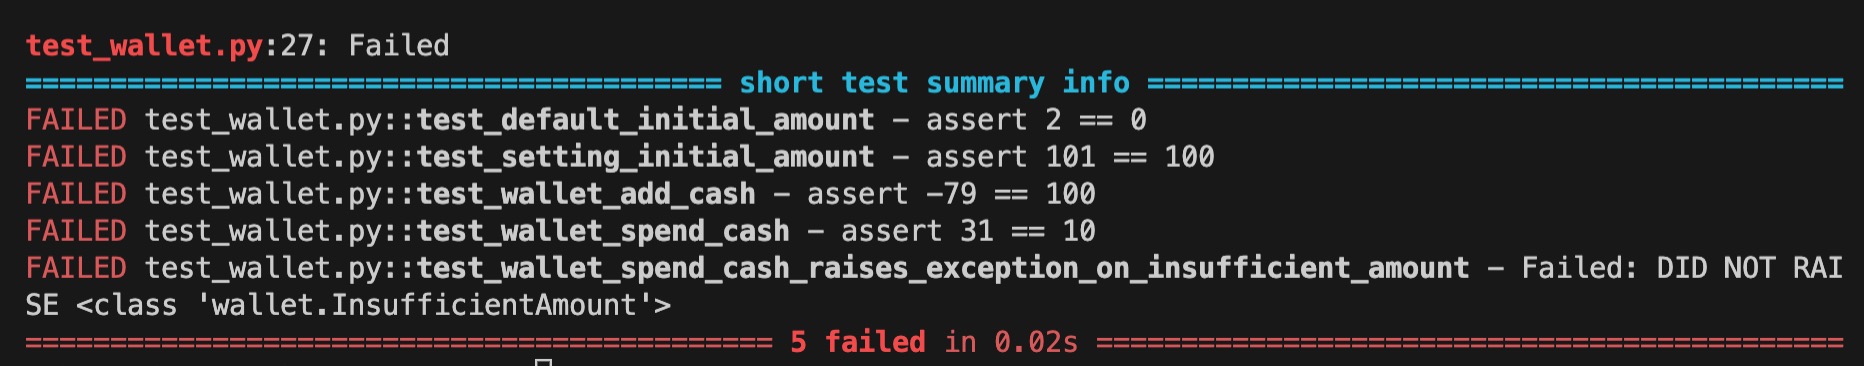 test_wallet.py:27: Failed
========================================= short test summary info =========================================
FAILED test_wallet.py::test_default_initial_amount - assert 2 == 0
FAILED test_wallet.py::test_setting_initial_amount - assert 101 == 100
FAILED test_wallet.py::test_wallet_add_cash - assert -79 == 100
FAILED test_wallet.py::test_wallet_spend_cash - assert 31 == 10
FAILED test_wallet.py::test_wallet_spend_cash_raises_exception_on_insufficient_amount - Failed: DID NOT RAI
SE <class 'wallet.InsufficientAmount'>
============================================ 5 failed in 0.02s ============================================